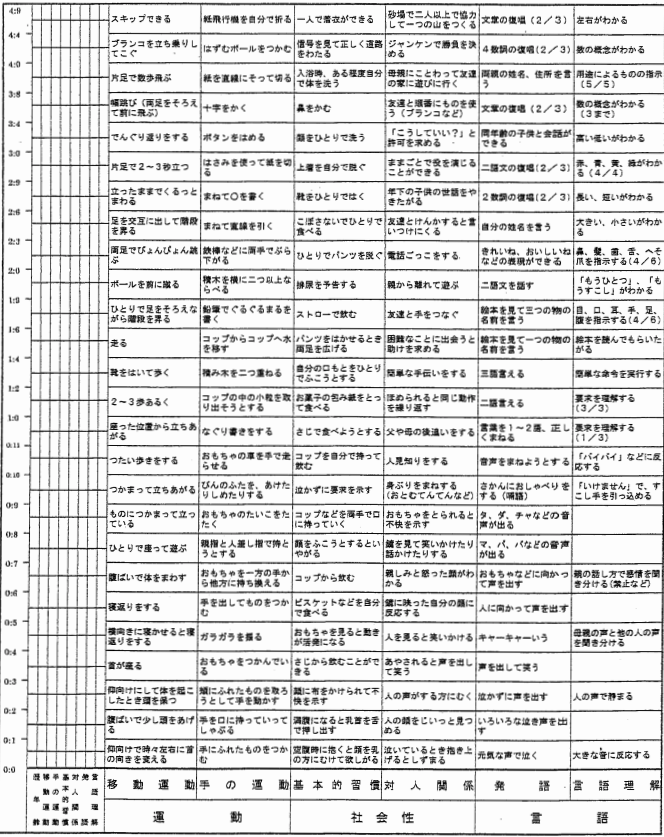 4:9
スキップできる 紙飛行機を自分で折る 一人で着衣ができる 砂場で二人以上で協力して一つの山をつくる 文章の復唱(2/3) 左右がわかる
4:4
ブランコを立ち乗りしてこぐ はずむボールをつかむ 信号を見て正しく道路をわたる ジャンケンで勝負を決める 4数詞の復唱(2/3) 数の概念がわかる
4:0
片足で数歩飛ぶ 紙を直線にそって切る 入浴時、ある程度自分で体を洗う 母親にことわって友達の家に遊びに行く 両親の姓名、住所を言う 用途によるものの指示(5/5)
3:8
幅跳び(両足をそろえて前に飛ぶ) 十字をかく 鼻をかむ 友達と順番にものを使う(ブランコなど) 文章の復唱(2/3) 数の概念がわかる(3まで)
3:4
でんぐり返りをする ボタンをはめる 顔をひとりで洗う 「こうしていい?」と許可を求める 同年齢の子供と会話ができる 高い低いがわかる
3:0
片足で2~3秒立つ はさみを使って紙を切る 上着を自分で脱ぐ ままごとで役を演じることができる 二語文の復唱(2/3) 赤、青、黄、緑がわかる(4/4)
2:9
立ったままでくるっとまわる まねて○を書く 靴をひとりではく 年下の子供の世話をやきたがる 2数詞の復唱(2/3) 長い、短いがわかる
2:6
足を交互に出して階段を昇る まねて直線を引く こぼさないでひとりで食べる 友達とけんかすると言いつけにくる 自分の姓名を言う 大きい、小さいがわかる
2:3
両足でぴょんぴょん跳ぶ 鉄棒などに両手でぶら下がる ひとりでパンツを脱ぐ 電話ごっこをする きれいね、おいしいねなどの表現ができる 鼻、髪、歯、舌、へそ、爪を指示する(4/6)
2:0
ボールを前に蹴る 積木を横に二つ以上ならべる 排尿を予告する 親から離れて遊ぶ 二語文を話す 「もうひとつ」、「もうすこし」がわかる
1:9
ひとりで足をそろえながら階段を昇る 鉛筆でぐるぐるまるを書く ストローで飲む 友達と手をつなぐ 絵本を見て三つの物の名前を言う 目、口、耳、手、足、腹を指示する(4/6)
1:6
走る コップからコップへ水を移す パンツをはかせるとき両足を広げる 困難なことに出会うと助けを求める 絵本を見て一つの物の名前を言う 絵本を読んでもらいたがる
1:4
靴をはいて歩く 積み木を二つ重ねる 自分の口もとをひとりでふこうとする 簡単な手伝いをする 三語言える 簡単な命令を実行する
1:2
2~3歩あるく コップの中の小粒を取り出そうとする お菓子の包み紙をとって食べる ほめられると同じ動作を繰り返す 二語言える 要求を理解する(3/3)
1:0
座った位置から立ちあがる なぐり書きをする さじで食べようとする 父や母の後追いをする 言葉を1~2語、正しくまねる 要求を理解する(1/3)
0:11
つたい歩きをする おもちゃの車を手で走らせる コップを自分で持って飲む 人見知りをする 音声をまねようとする 「バイバイ」などに反応する
0:10
つかまって立ちあがる びんのふたを、あけたりしめたりする 泣かずに要求を示す 身ぶりをまねする(おとむてんてんなど) さかんにおしゃべりをする(喃語) 「いけません」で、すこし手を引っ込める
0:9
ものにつかまって立っている おもちゃのたいこをたたく コップなどを両手で口に持っていく おもちゃをとられると不快を示す タ、ダ、チャなどの音声が出る
0:8
ひとりで座って遊ぶ 親指と人差し指で持とうとする 顔をふこうとするといやがる 鏡を見て笑いかけたり話かけたりする マ、パ、バなどの音声が出る
0:7
腹ばいで体をまわす おもちゃを一方の手から他方に持ち換える コップから飲む 親しみと怒った顔がわかる おもちゃなどに向かって声を出す 親の話し方で感情を聞き分ける(禁止など)
0:6
寝返りをする 手を出してものをつかむ ビスケットなどを自分で食べる 鏡に映った自分の顔に反応する 人に向かって声を出す
0:5
横向きに寝かせると寝返りをする ガラガラを振る おもちゃを見ると動きが活発になる 人を見ると笑いかける キャーキャーいう 母親の声と他の人の声を聞き分ける
0:4
首が座る おもちゃをつかんでいる さじから飲むことができる あやされると声を出して笑う 声を出して笑う
0:3
仰向けにして体を起こしたとき頭を保つ 頬にふれたものを取ろうとして手を動かす 顔に布をかけられて不快を示す 人の声がする方にむく 泣かずに声を出す 人の声で静まる
0:2
腹ばいで少し頭をあげる 手を口に持っていってしゃぶる 満腹になると乳首を舌で押し出す 人の顔をじいっと見つめる いろいろな泣き声を出す
0:1
仰向けで時々左右に首の向きを変える 手にふれたものをつかむ 空腹時に抱くと顔を乳の方にむけて欲しがる 泣いているとき抱き上げるとしずまる 元気な声で泣く 大きな音に反応する
0:0
移動運動 手の運動 基本的習慣 対人関係 発語 言語理解
運動 社会性 言語